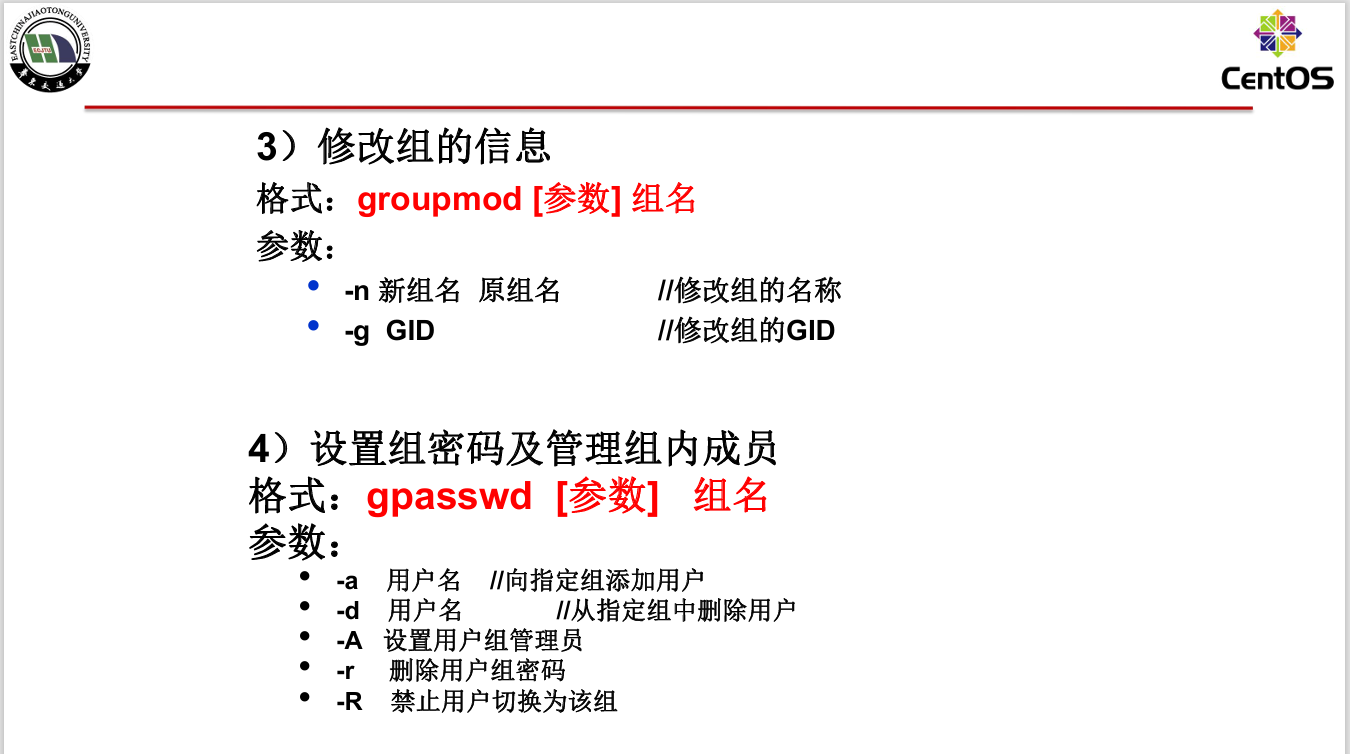 EASTCHINAJIAOTONGUNIVERSITY
ECJTU
華东交通大学
CentOS
3）修改组的信息
格式：groupmod [参数] 组名
参数：
• -n 新组名 原组名 //修改组的名称
• -g GID //修改组的GID
4）设置组密码及管理组内成员
格式：gpasswd [参数] 组名
参数：
• -a 用户名 //向指定组添加用户
• -d 用户名 //从指定组中删除用户
• -A 设置用户组管理员
• -r 删除用户组密码
• -R 禁止用户切换为该组